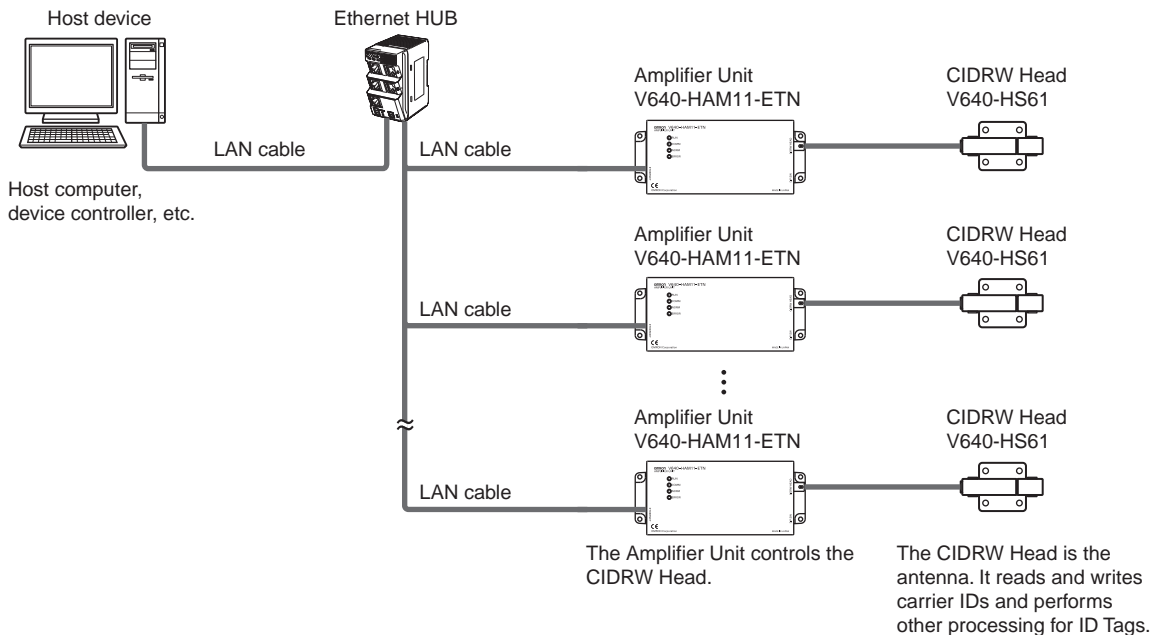 Host device
Ethernet HUB
Amplifier Unit
V640-HAM11-ETN
CIDRW Head
V640-HS61
LAN cable
LAN cable
Host computer,
device controller, etc.
Amplifier Unit
V640-HAM11-ETN
CIDRW Head
V640-HS61
LAN cable
Amplifier Unit
V640-HAM11-ETN
CIDRW Head
V640-HS61
LAN cable
The Amplifier Unit controls the
CIDRW Head.
The CIDRW Head is the
antenna. It reads and writes
carrier IDs and performs
other processing for ID Tags.